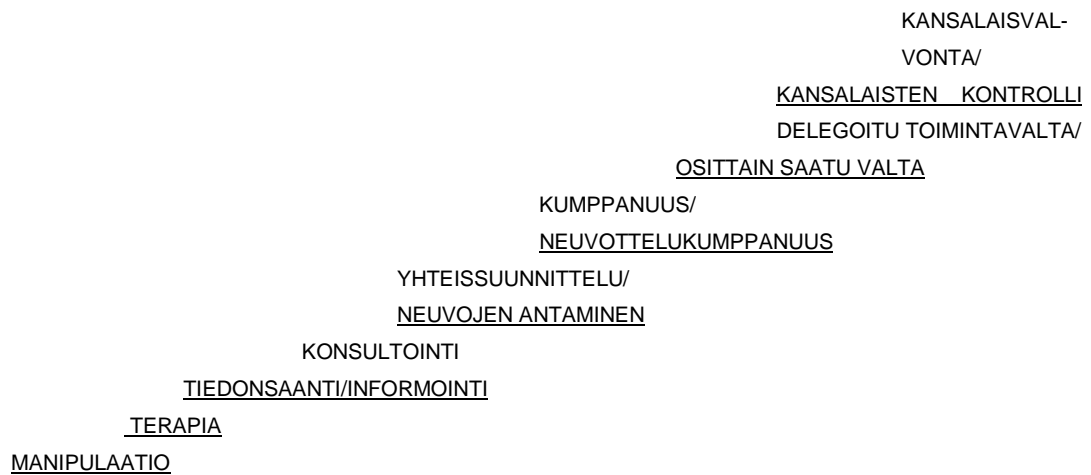 KANSALAISVAL-
VONTA/
KANSALAISTEN KONTROLLI
DELEGOITU TOIMINTAVALTA/
OSITTAIN SAATU VALTA
KUMPPANUUS/
NEUVOTTELUKUMPPANUUS
YHTEISSUUNNITTELU/
NEUVOJEN ANTAMINEN
KONSULTOINTI
TIEDONSAANTI/INFORMOINTI
TERAPIA
MANIPULAATIO